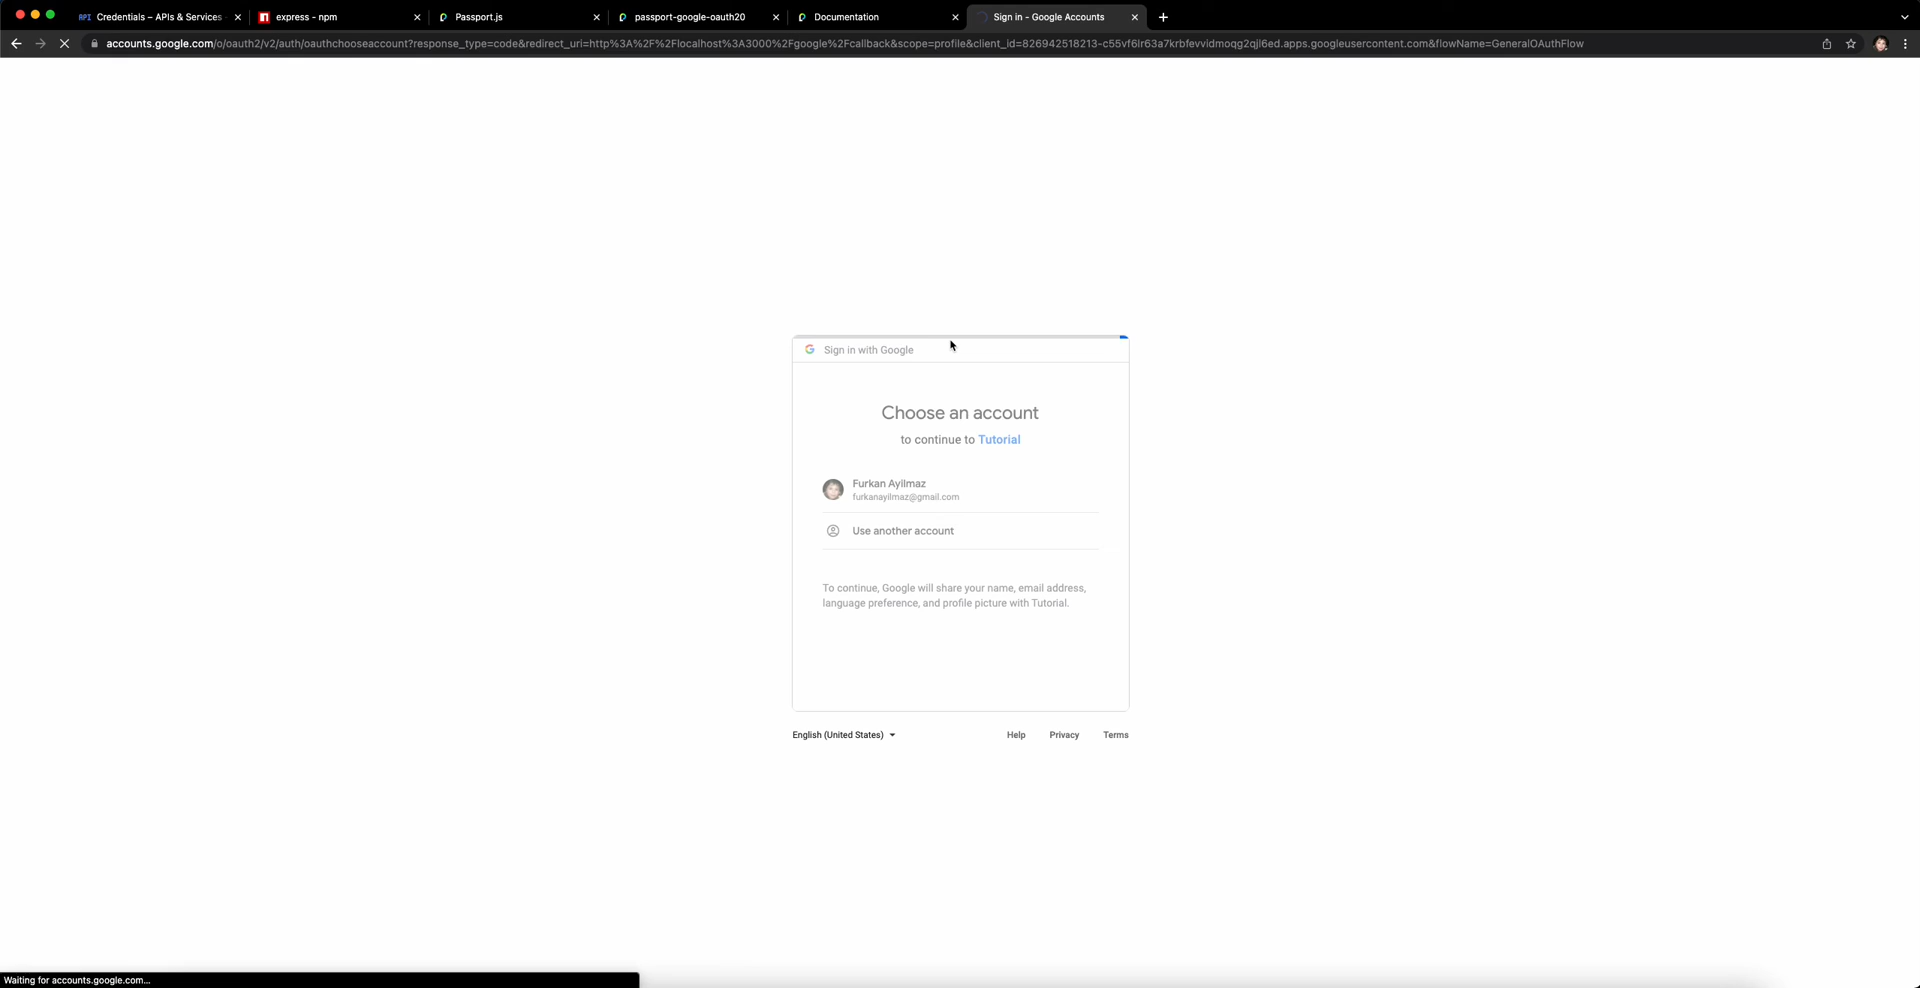 API Credentials – APIs & Services
express - npm
Passport.js
passport-google-oauth20
Documentation
Sign in - Google Accounts
accounts.google.com/o/oauth2/v2/auth/oauthchooseaccount?response_type=code&redirect_uri=http%3A%2F%2Flocalhost%3A3000%2Fgoogle%2Fcallback&scope=profile&client_id=826942518213-c55vf6lr63a7krbfevvidmoqg2qjl6ed.apps.googleusercontent.com&flowName=GeneralOAuthFlow
Sign in with Google
Choose an account
to continue to Tutorial
Furkan Ayilmaz
furkanayilmaz@gmail.com
Use another account
To continue, Google will share your name, email address,
language preference, and profile picture with Tutorial.
English (United States)
Help
Privacy
Terms
Waiting for accounts.google.com...